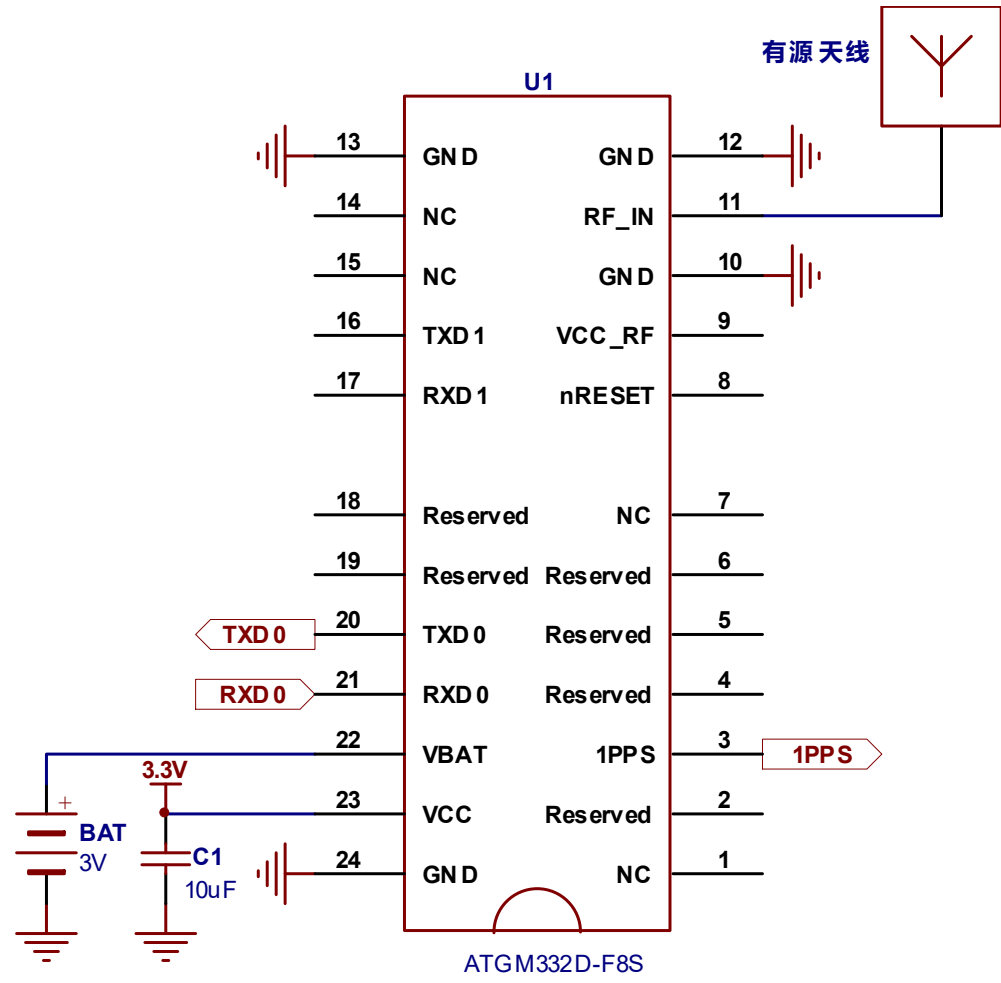 有源天线
U1
13 GND GND 12
14 NC RF_IN 11
15 NC GND 10
16 TXD1 VCC_RF 9
17 RXD1 nRESET 8
18 Reserved NC 7
19 Reserved Reserved 6
TXD0 20 TXD0 Reserved 5
RXD0 21 RXD0 Reserved 4
22 VBAT 1PPS 3 1PPS
3.3V
23 VCC Reserved 2
+
BAT
3V
C1
10uF
24 GND NC 1
ATGM332D-F8S